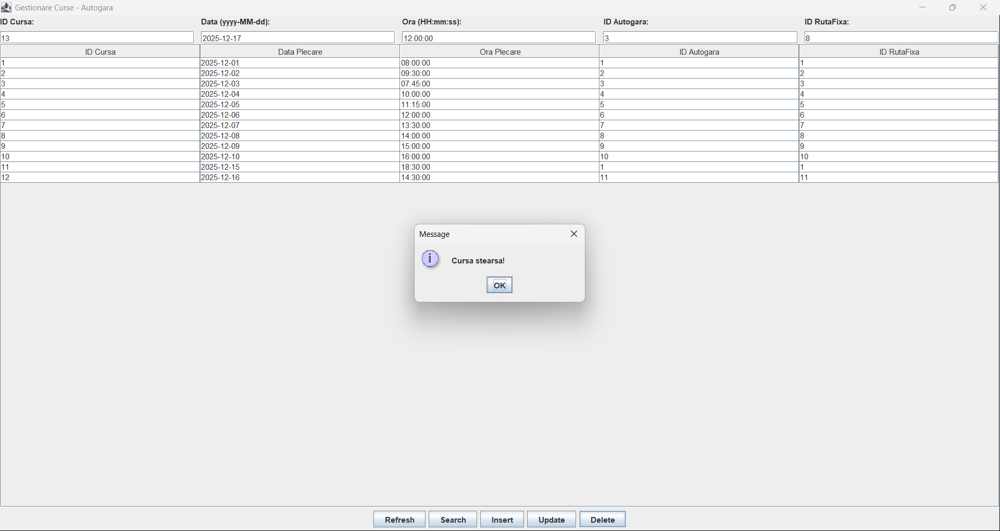 Gestionare Curse - Autogara
ID Cursa: Data (yyyy-MM-dd): Ora (HH:mm:ss): ID Autogara: ID RutaFixa:
13 2025-12-17 12:00:00 3 8
ID Cursa Data Plecare Ora Plecare ID Autogara ID RutaFixa
1 2025-12-01 08:00:00 1 1
2 2025-12-02 09:30:00 2 2
3 2025-12-03 07:45:00 3 3
4 2025-12-04 10:00:00 4 4
5 2025-12-05 11:15:00 5 5
6 2025-12-06 12:00:00 6 6
7 2025-12-07 13:30:00 7 7
8 2025-12-08 14:00:00 8 8
9 2025-12-09 15:00:00 9 9
10 2025-12-10 16:00:00 10 10
11 2025-12-15 18:30:00 1 1
12 2025-12-16 14:30:00 11 11
Message
Cursa stearsa!
OK
Refresh Search Insert Update Delete